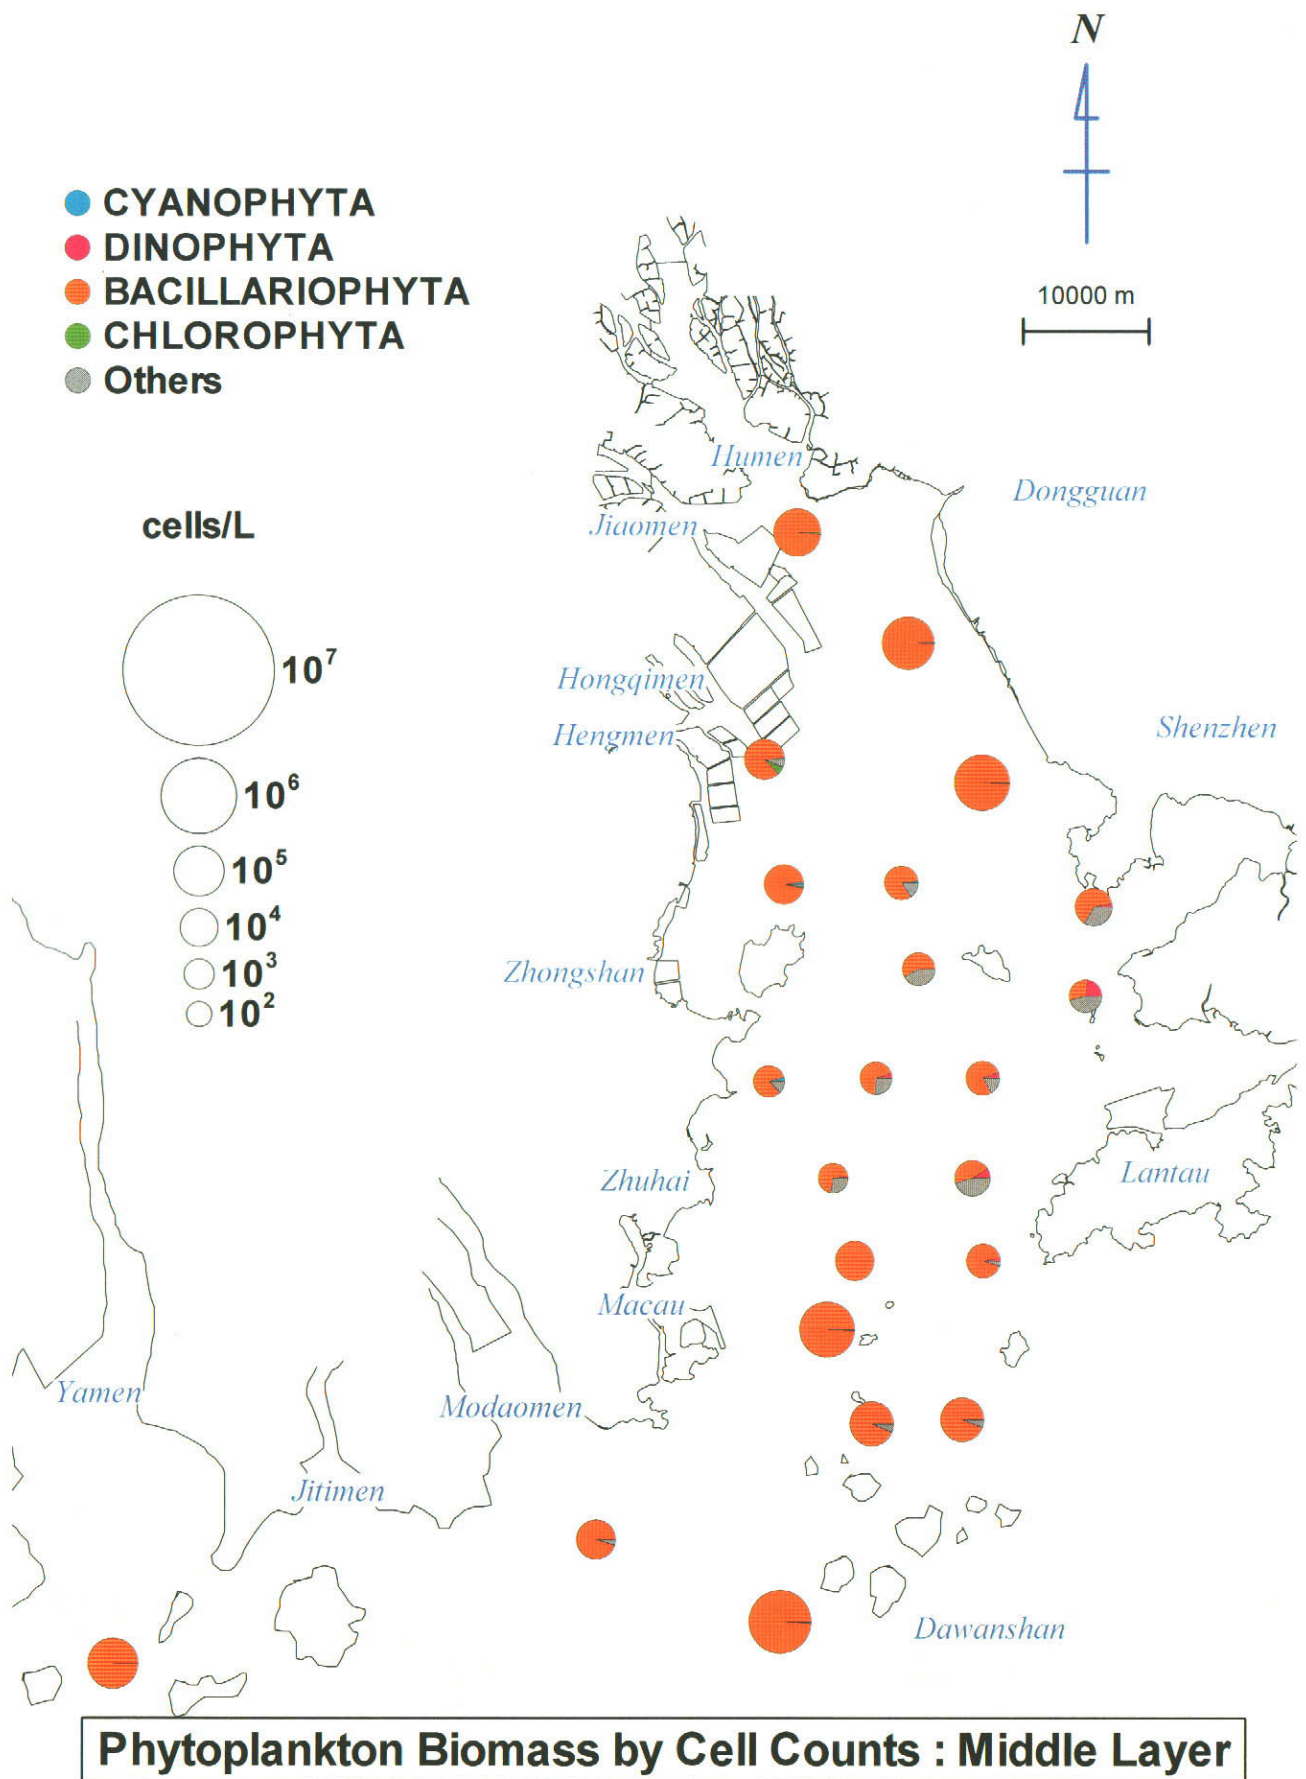 N
CYANOPHYTA
DINOPHYTA
BACILLARIOPHYTA
CHLOROPHYTA
Others
10000 m
Humen
Dongguan
cells/L
Jiaomen
10⁷
Hongqimen
Hengmen
Shenzhen
10⁶
10⁵
10⁴
10³
10²
Zhongshan
Zhuhai
Lantau
Macau
Yamen
Modaomen
Jitimen
Dawanshan
Phytoplankton Biomass by Cell Counts : Middle Layer